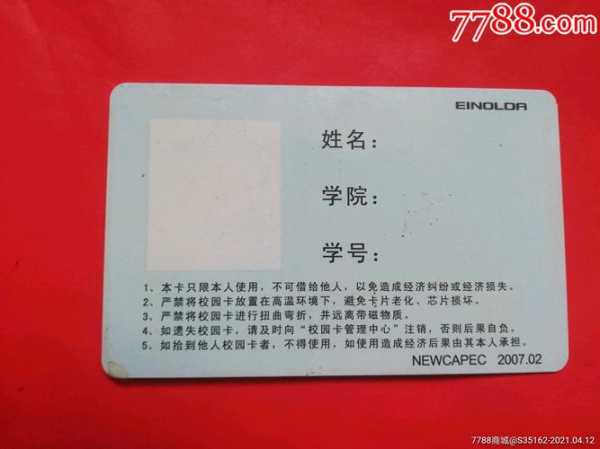 7788.com
EINOLDA
姓名：
学院：
学号：
1、本卡只限本人使用，不可借给他人，以免造成经济纠纷或经济损失。
2、严禁将校园卡放置在高温环境下，避免卡片老化、芯片损坏。
3、严禁将校园卡进行扭曲弯折，并远离带磁物质。
4、如遗失校园卡，请及时向“校园卡管理中心”注销，否则后果自负。
5、如拾到他人校园卡者，不得使用，如使用造成经济后果由其本人承担。
NEWCAPEC 2007.02
7788商城@S35162-2021.04.12